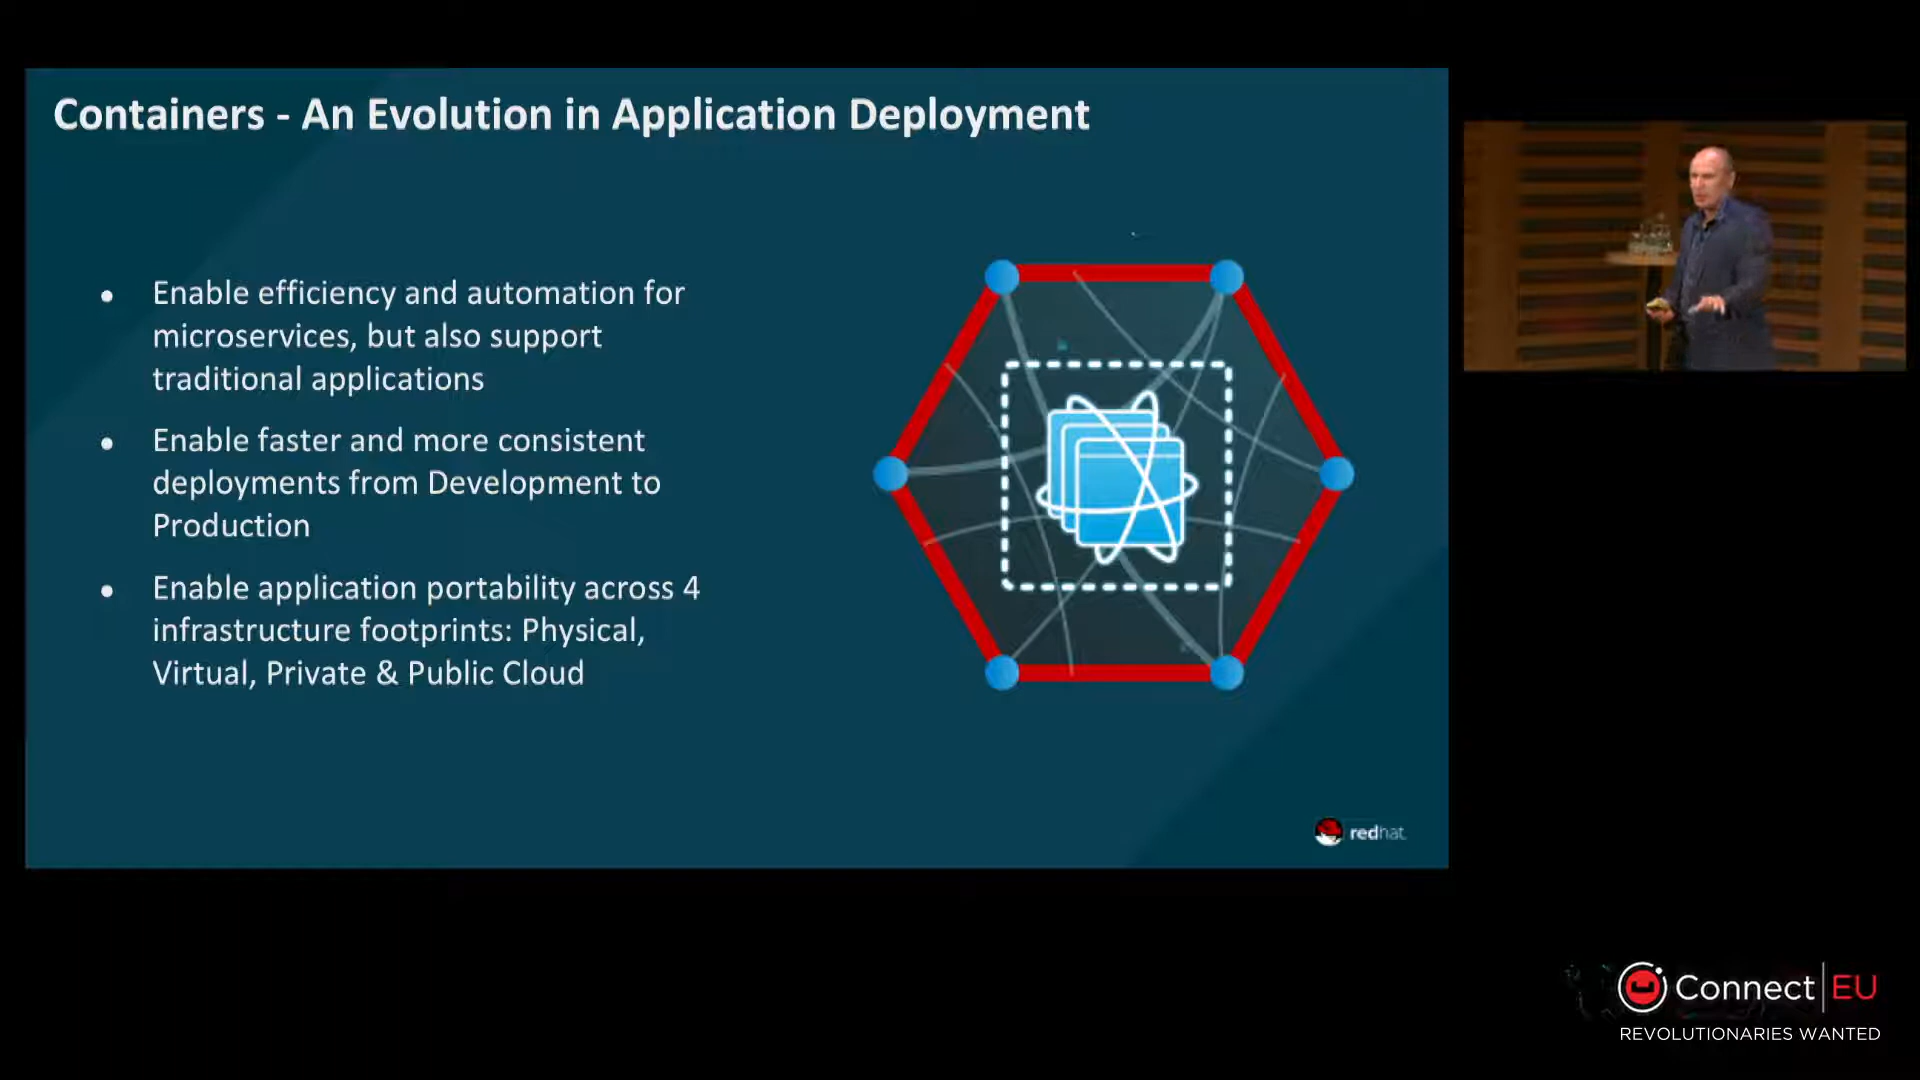 Containers - An Evolution in Application Deployment
● Enable efficiency and automation for
microservices, but also support
traditional applications
● Enable faster and more consistent
deployments from Development to
Production
● Enable application portability across 4
infrastructure footprints: Physical,
Virtual, Private & Public Cloud
redhat.
Connect|EU
REVOLUTIONARIES WANTED